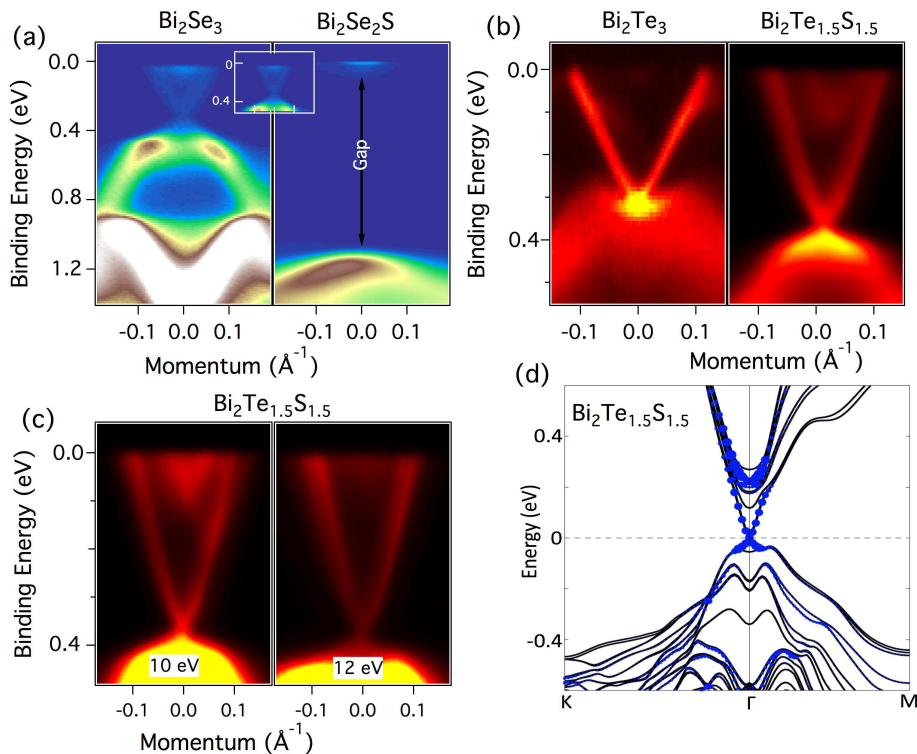 (a)
Bi2Se3
Bi2Se2S
0.0
0.4
0.8
1.2
Binding Energy (eV)
0
0.4
Gap
-0.1 0.0 0.1
-0.1 0.0 0.1
Momentum (Å-1)
(b)
Bi2Te3
Bi2Te1.5S1.5
0.0
0.4
Binding Energy (eV)
-0.1 0.0 0.1
-0.1 0.0 0.1
Momentum (Å-1)
(c)
Bi2Te1.5S1.5
0.0
0.4
Binding Energy (eV)
10 eV
12 eV
-0.1 0.0 0.1
-0.1 0.0 0.1
Momentum (Å-1)
(d)
Bi2Te1.5S1.5
0.4
0
-0.4
Energy (eV)
K Γ M